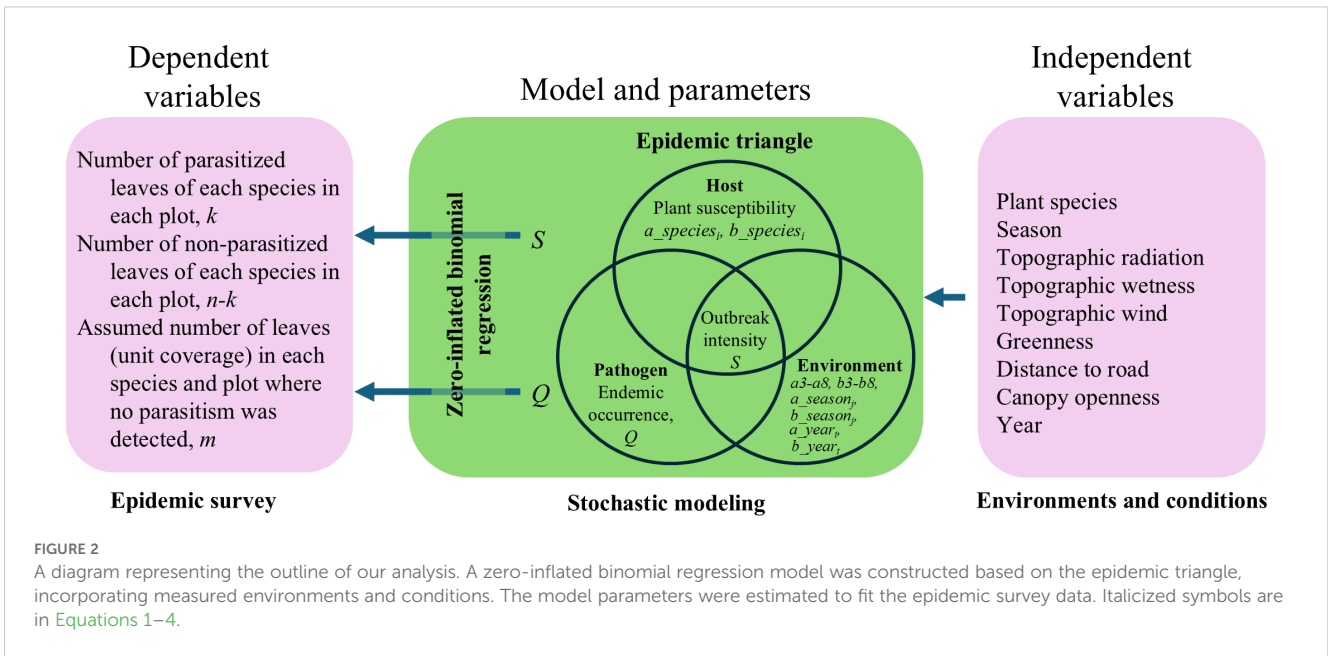 Dependent
variables
Number of parasitized
leaves of each species in
each plot, k
Number of non-parasitized
leaves of each species in
each plot, n-k
Assumed number of leaves
(unit coverage) in each
species and plot where
no parasitism was
detected, m
Epidemic survey
Model and parameters
Zero-inflated binomial
regression
S
Q
Epidemic triangle
Host
Plant susceptibility
a_speciesi, b_speciesi
Outbreak
intensity
S
Pathogen
Endemic
occurrence,
Q
Environment
a3-a8, b3-b8,
a_seasonj,
b_seasonj,
a_yeart,
b_yeart
Stochastic modeling
Independent
variables
Plant species
Season
Topographic radiation
Topographic wetness
Topographic wind
Greenness
Distance to road
Canopy openness
Year
Environments and conditions
FIGURE 2
A diagram representing the outline of our analysis. A zero-inflated binomial regression model was constructed based on the epidemic triangle,
incorporating measured environments and conditions. The model parameters were estimated to fit the epidemic survey data. Italicized symbols are
in Equations 1–4.